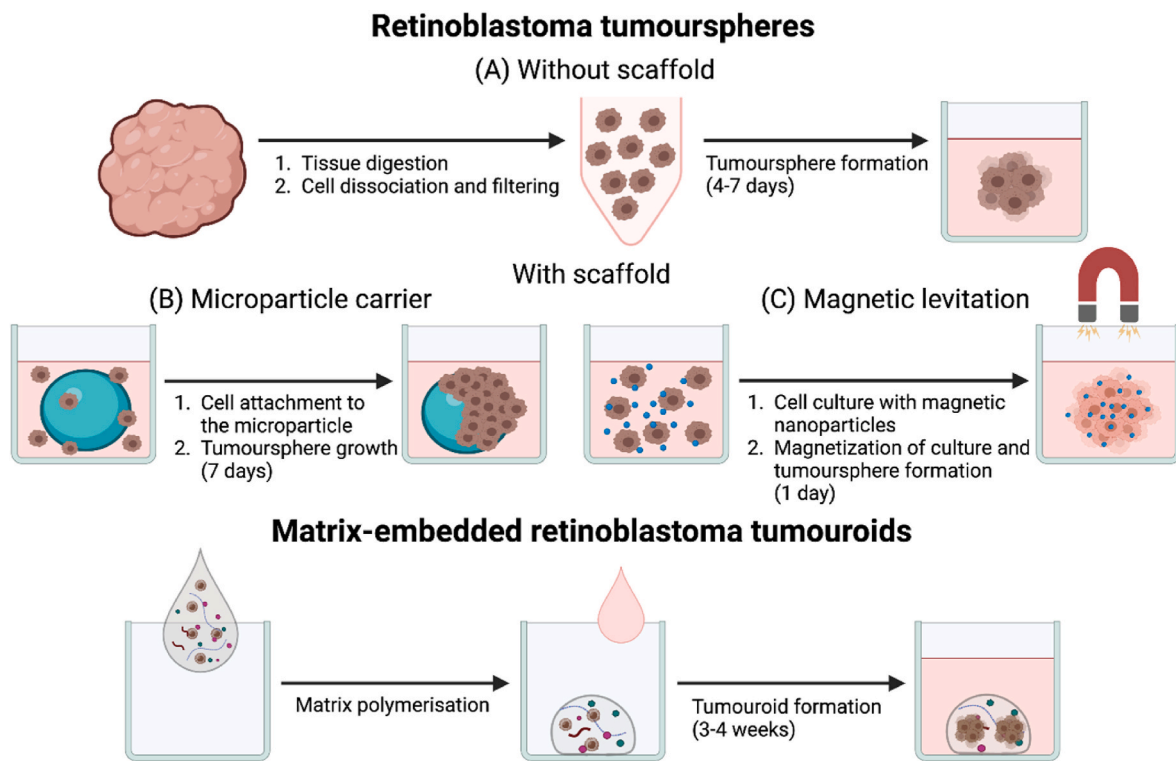 Retinoblastoma tumourspheres
(A) Without scaffold
1. Tissue digestion
2. Cell dissociation and filtering
Tumoursphere formation
(4-7 days)
With scaffold
(B) Microparticle carrier
1. Cell attachment to
the microparticle
2. Tumoursphere growth
(7 days)
(C) Magnetic levitation
1. Cell culture with magnetic
nanoparticles
2. Magnetization of culture and
tumoursphere formation
(1 day)
Matrix-embedded retinoblastoma tumouroids
Matrix polymerisation
Tumouroid formation
(3-4 weeks)